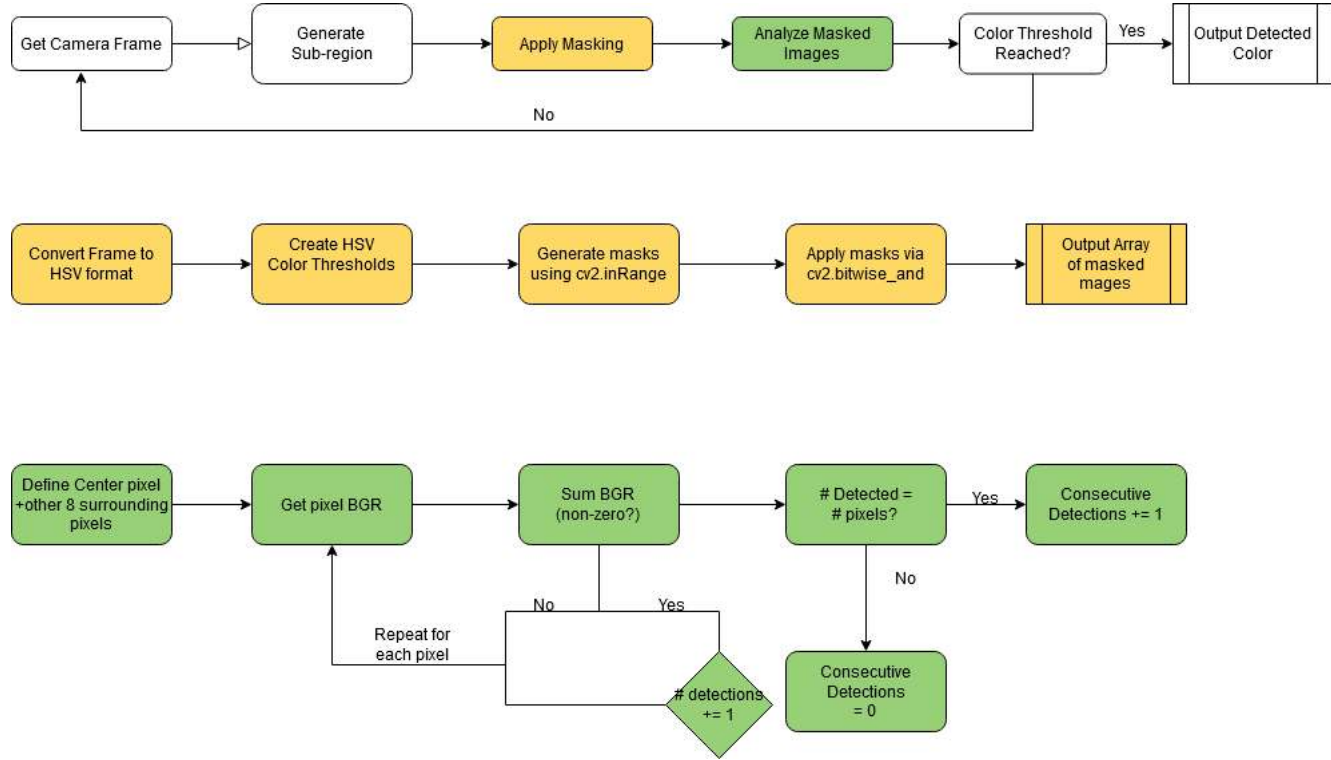 Get Camera Frame
Generate
Sub-region
Apply Masking
Analyze Masked
Images
Color Threshold
Reached?
Yes
Output Detected
Color
No
Convert Frame to
HSV format
Create HSV
Color Thresholds
Generate masks
using cv2.inRange
Apply masks via
cv2.bitwise_and
Output Array
of masked
mages
Define Center pixel
+other 8 surrounding
pixels
Get pixel BGR
Sum BGR
(non-zero?)
# Detected =
# pixels?
Yes
Consecutive
Detections += 1
No
No
Yes
Repeat for
each pixel
# detections
+= 1
Consecutive
Detections
= 0